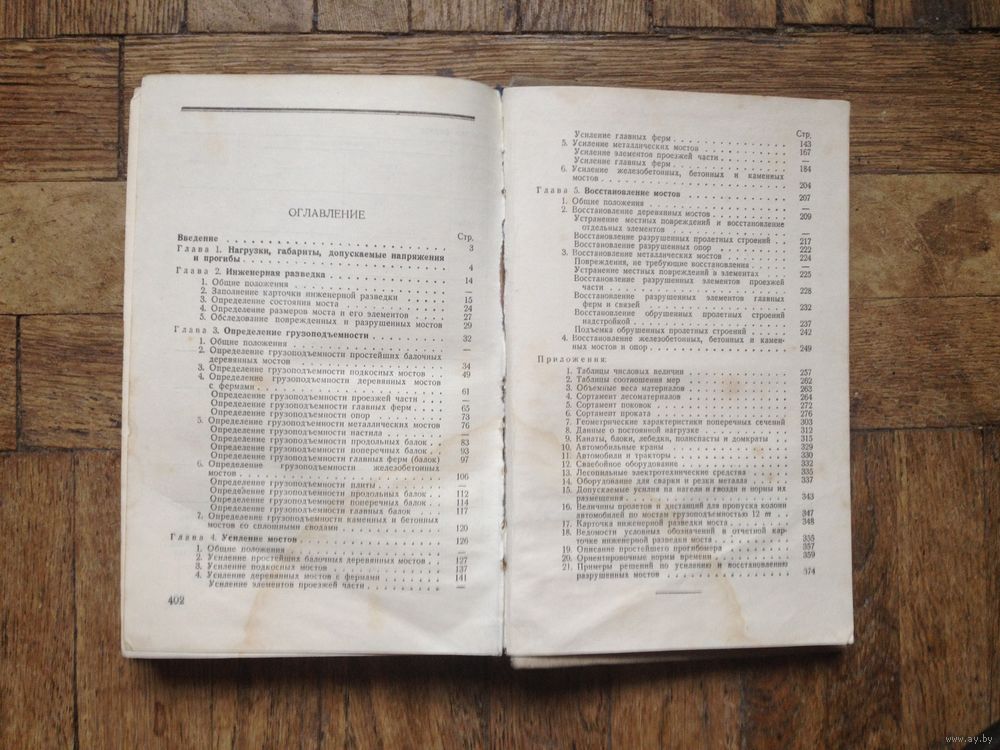 ОГЛАВЛЕНИЕ
Стр.
Введение 3
Глава 1. Нагрузки, габариты, допускаемые напряжения
и прогибы 4
Глава 2. Инженерная разведка 14
1. Общие положения —
2. Заполнение карточки инженерной разведки 15
3. Определение состояния моста 24
4. Определение размеров моста и его элементов 27
5. Обследование поврежденных и разрушенных мостов 29
Глава 3. Определение грузоподъемности 32
1. Общие положения —
2. Определение грузоподъемности простейших балочных
деревянных мостов 34
3. Определение грузоподъемности подкосных мостов 49
4. Определение грузоподъемности деревянных мостов
с фермами 61
Определение грузоподъемности проезжей части —
Определение грузоподъемности главных ферм 65
Определение грузоподъемности опор 73
5. Определение грузоподъемности металлических мостов 76
Определение грузоподъемности настила —
Определение грузоподъемности продольных балок 83
Определение грузоподъемности поперечных балок 93
Определение грузоподъемности главных ферм (балок) 97
6. Определение грузоподъемности железобетонных
мостов 106
Определение грузоподъемности плиты —
Определение грузоподъемности продольных балок 112
Определение грузоподъемности поперечных балок 114
Определение грузоподъемности главных балок 117
7. Определение грузоподъемности каменных и бетонных
мостов со сплошными сводами 120
Глава 4. Усиление мостов 126
1. Общие положения —
2. Усиление простейших балочных деревянных мостов 127
3. Усиление подкосных мостов 137
4. Усиление деревянных мостов с фермами 141
Усиление элементов проезжей части —
402
Стр.
Усиление главных ферм 143
5. Усиление металлических мостов 167
Усиление элементов проезжей части —
Усиление главных ферм 184
6. Усиление железобетонных, бетонных и каменных
мостов 204
Глава 5. Восстановление мостов 207
1. Общие положения —
2. Восстановление деревянных мостов 209
Устранение местных повреждений и восстановление
отдельных элементов —
Восстановление разрушенных пролетных строений 217
Восстановление разрушенных опор 222
3. Восстановление металлических мостов 224
Повреждения, не требующие восстановления —
Устранение местных повреждений в элементах 225
Восстановление разрушенных элементов проезжей
части 228
Восстановление разрушенных элементов главных
ферм и связей 232
Восстановление обрушенных пролетных строений
надстройкой 237
Подъемка обрушенных пролетных строений 242
4. Восстановление железобетонных, бетонных и камен-
ных мостов и опор 249
Приложения:
1. Таблицы числовых величин 257
2. Таблицы соотношения мер 262
3. Объемные веса материалов 263
4. Сортамент лесоматериалов 264
5. Сортамент поковок 272
6. Сортамент проката 276
7. Геометрические характеристики поперечных сечений 303
8. Данные о постоянной нагрузке 312
9. Канаты, блоки, лебедки, полиспасты и домкраты 315
10. Автомобильные краны 329
11. Автомобили и тракторы 330
12. Сваебойное оборудование 332
13. Лесопильные электротехнические средства 335
14. Оборудование для сварки и резки металла 337
15. Допускаемые усилия на нагели и гвозди и нормы их
размещения 343
16. Величины пролетов и дистанций для пропуска колонн
автомобилей по мостам грузоподъемностью 12 т 347
17. Карточка инженерной разведки моста 348
18. Ведомости условных обозначений в отчетной кар-
точке инженерной разведки моста 355
19. Описание простейшего прогибомера 357
20. Ориентировочные нормы времени 359
21. Примеры решений по усилению и восстановлению
разрушенных мостов 374
www.ay.by